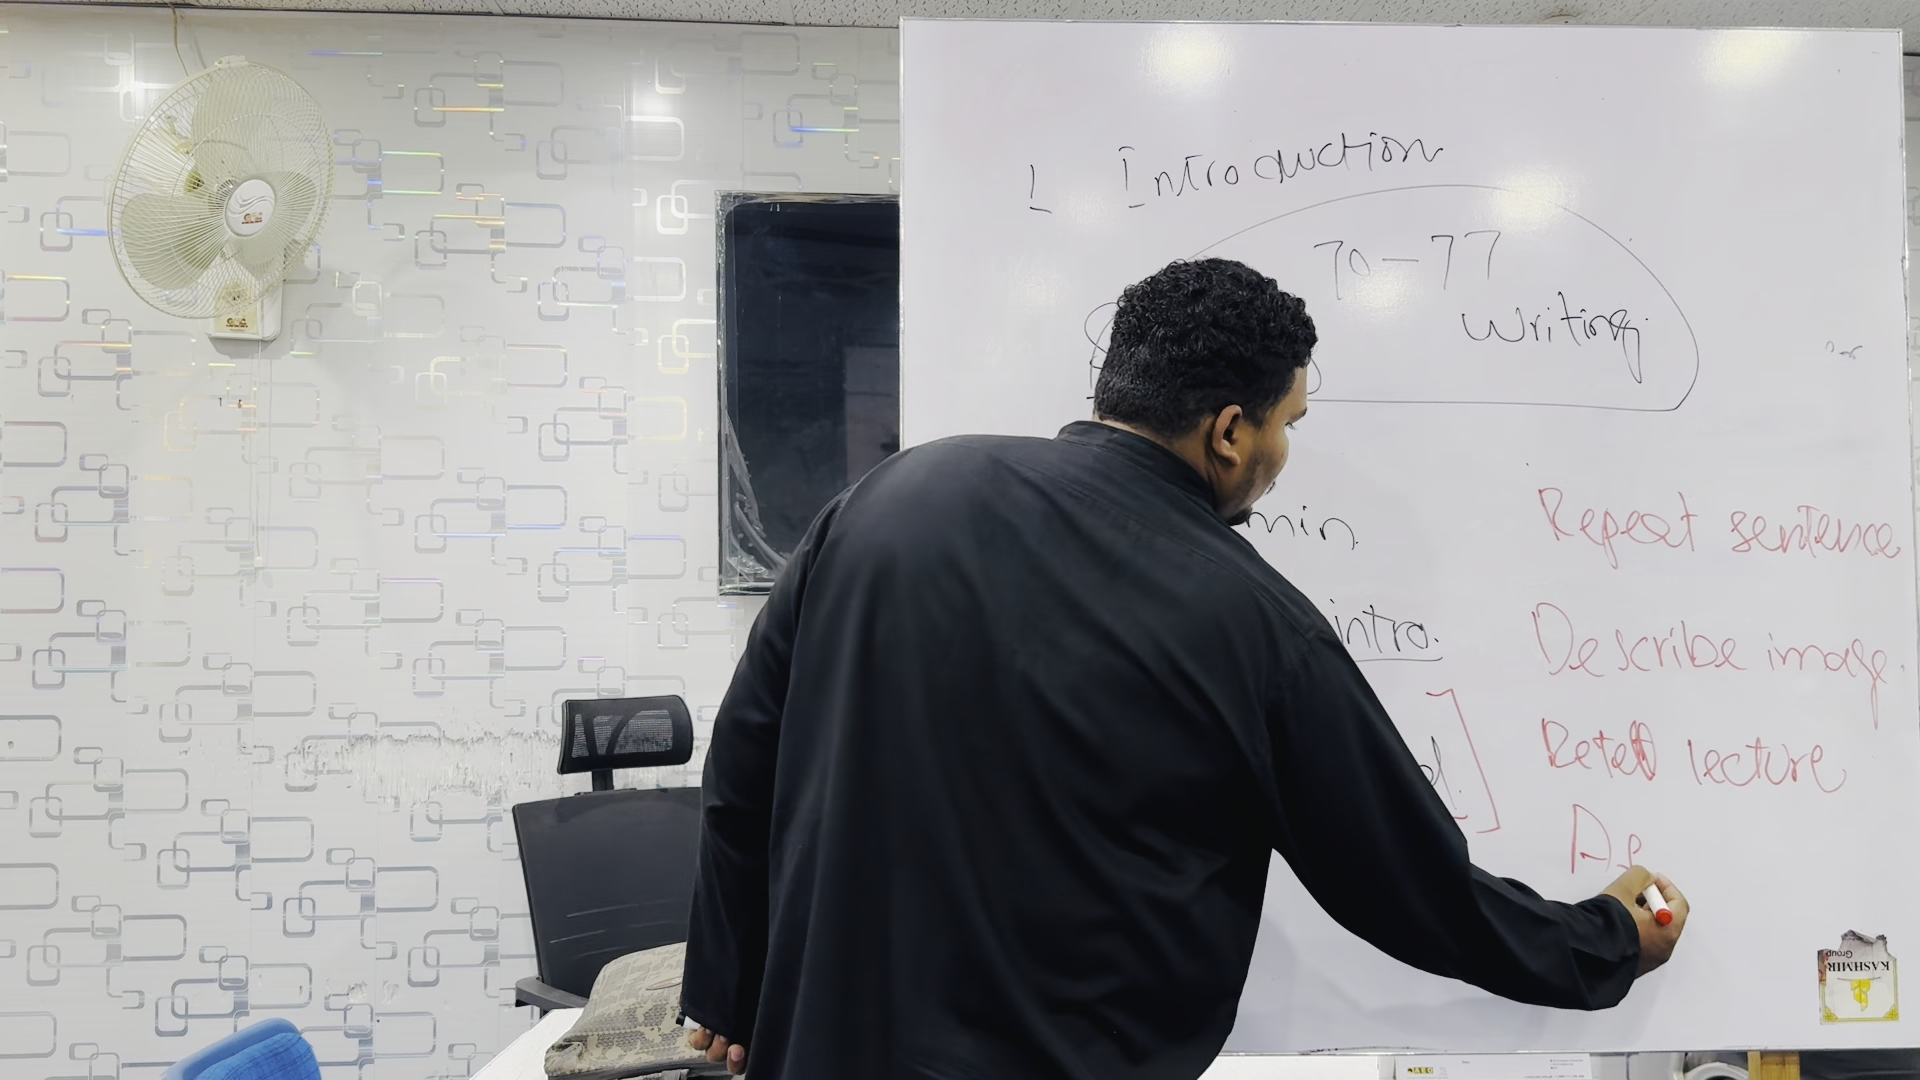 1 Introduction
70-77
writing
min.
intro.
Repeat sentence
Describe image.
Retell lecture
KASHMIR
Group